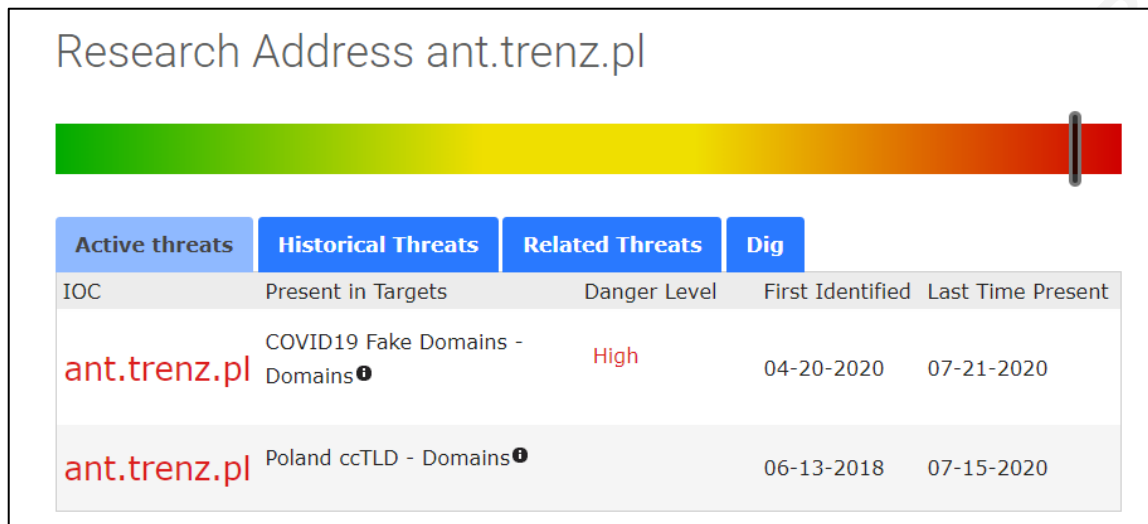 Research Address ant.trenz.pl
Active threats Historical Threats Related Threats Dig
IOC Present in Targets Danger Level First Identified Last Time Present
ant.trenz.pl COVID19 Fake Domains - Domains High 04-20-2020 07-21-2020
ant.trenz.pl Poland ccTLD - Domains 06-13-2018 07-15-2020